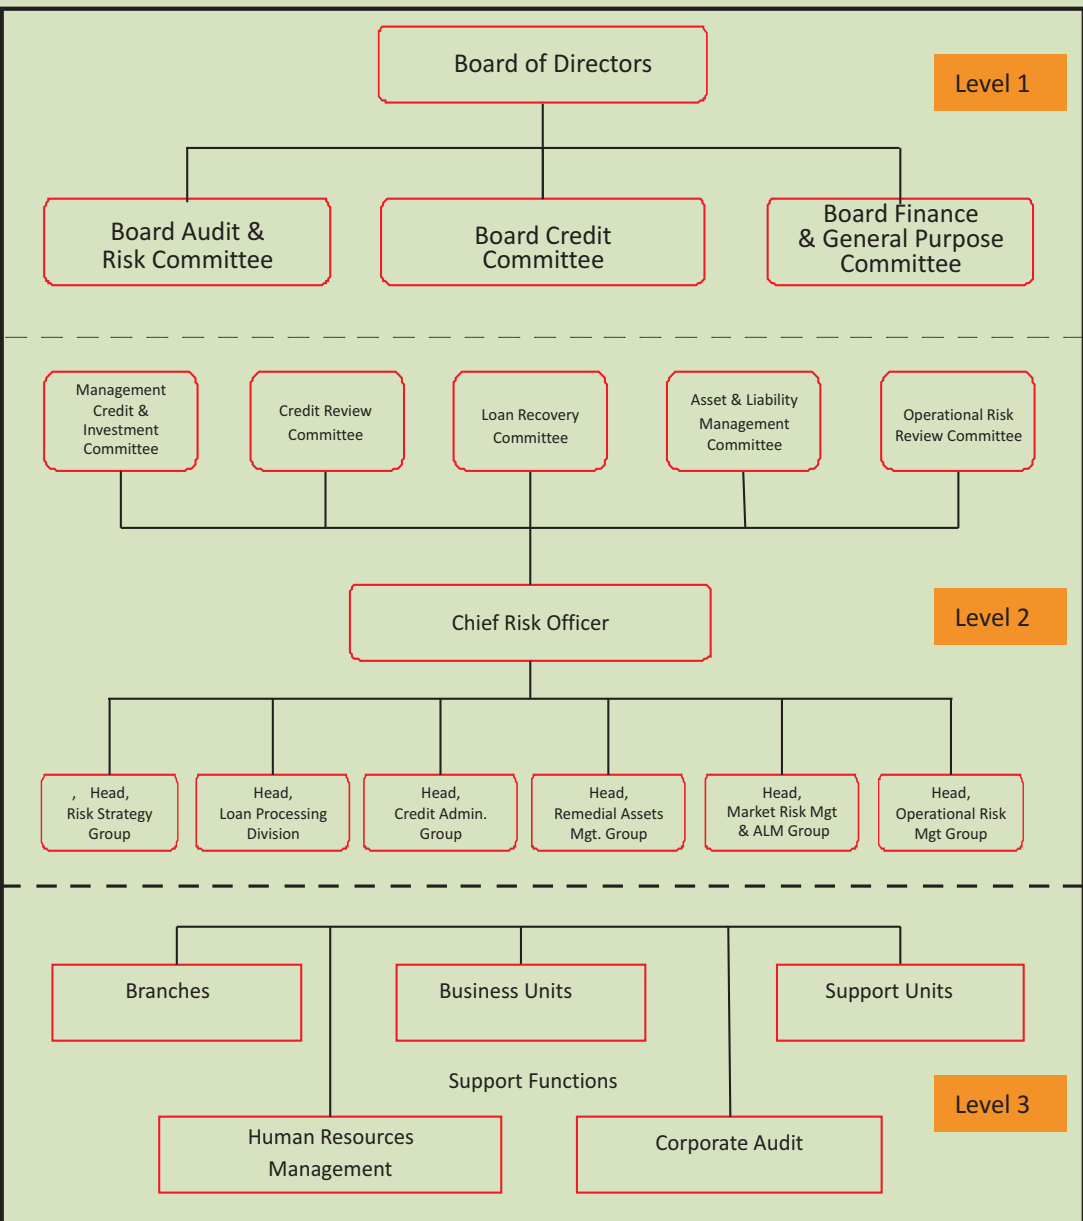 Board of Directors
Level 1
Board Audit &
Risk Committee
Board Credit
Committee
Board Finance
& General Purpose
Committee
Management
Credit &
Investment
Committee
Credit Review
Committee
Loan Recovery
Committee
Asset & Liability
Management
Committee
Operational Risk
Review Committee
Chief Risk Officer
Level 2
, Head,
Risk Strategy
Group
Head,
Loan Processing
Division
Head,
Credit Admin.
Group
Head,
Remedial Assets
Mgt. Group
Head,
Market Risk Mgt
& ALM Group
Head,
Operational Risk
Mgt Group
Branches
Business Units
Support Units
Support Functions
Level 3
Human Resources
Management
Corporate Audit